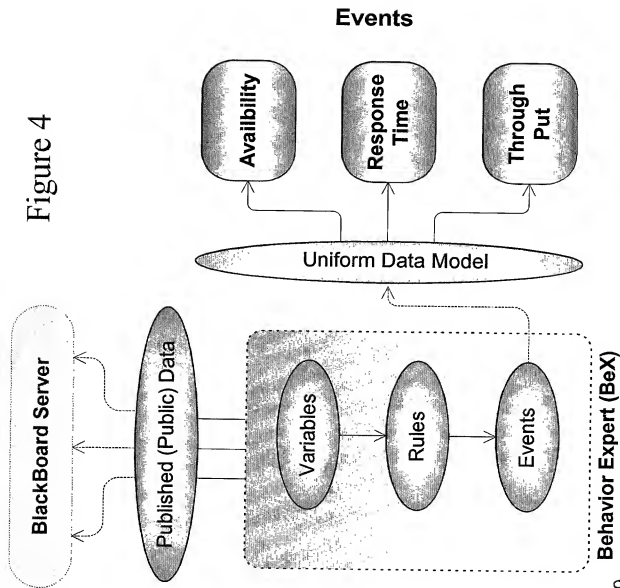 Figure 4
BlackBoard Server
Published (Public) Data
Variables
Rules
Events
Behavior Expert (BeX)
Uniform Data Model
Availbility
Response
Time
Through
Put
Events